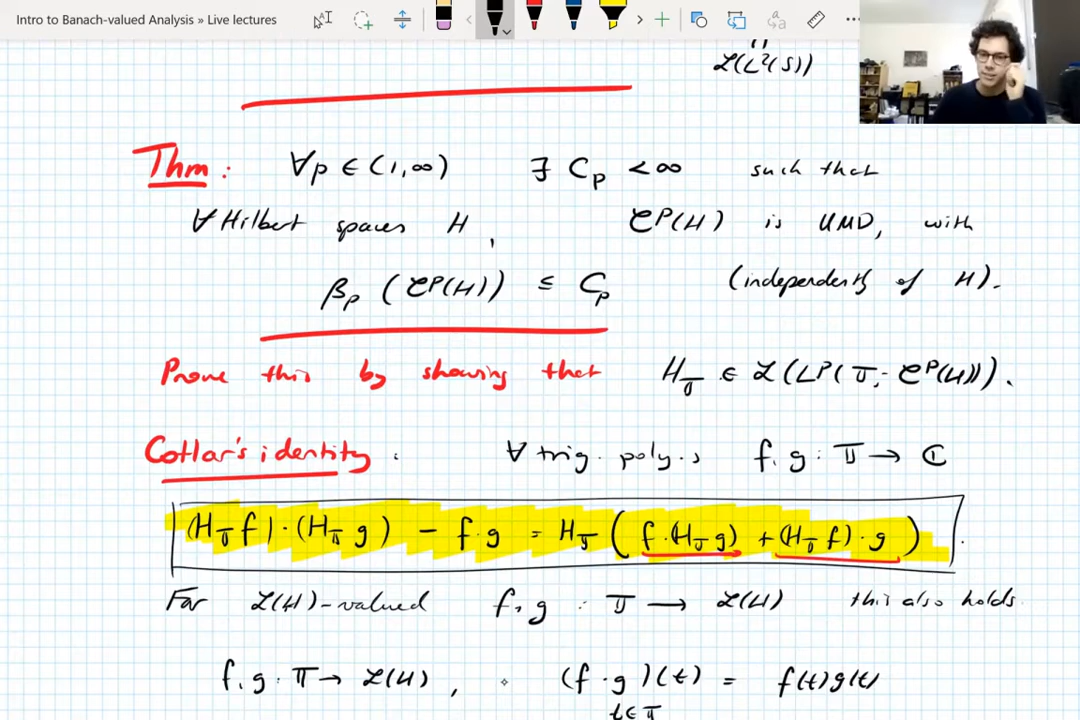 Intro to Banach-valued Analysis » Live lectures
𝓛(L²(S))
Thm: ∀p ∈ (1,∞) ∃ C_p < ∞ such that
∀ Hilbert spaces H, 𝒞^p(H) is UMD, with
β_p (𝒞^p(H)) ≤ C_p (independently of H).
Prove this by showing that H_𝕋 ∈ 𝓛(L^p(𝕋; 𝒞^p(H))).
Cotlar's identity: ∀ trig. poly.s f, g : 𝕋 → ℂ
(H_𝕋 f) · (H_𝕋 g) − f·g = H_𝕋 ( f·(H_𝕋 g) + (H_𝕋 f)·g ).
For 𝓛(H)-valued f, g : 𝕋 → 𝓛(H) this also holds.
f, g : 𝕋 → 𝓛(H), (f·g)(t) = f(t)g(t)
t ∈ 𝕋